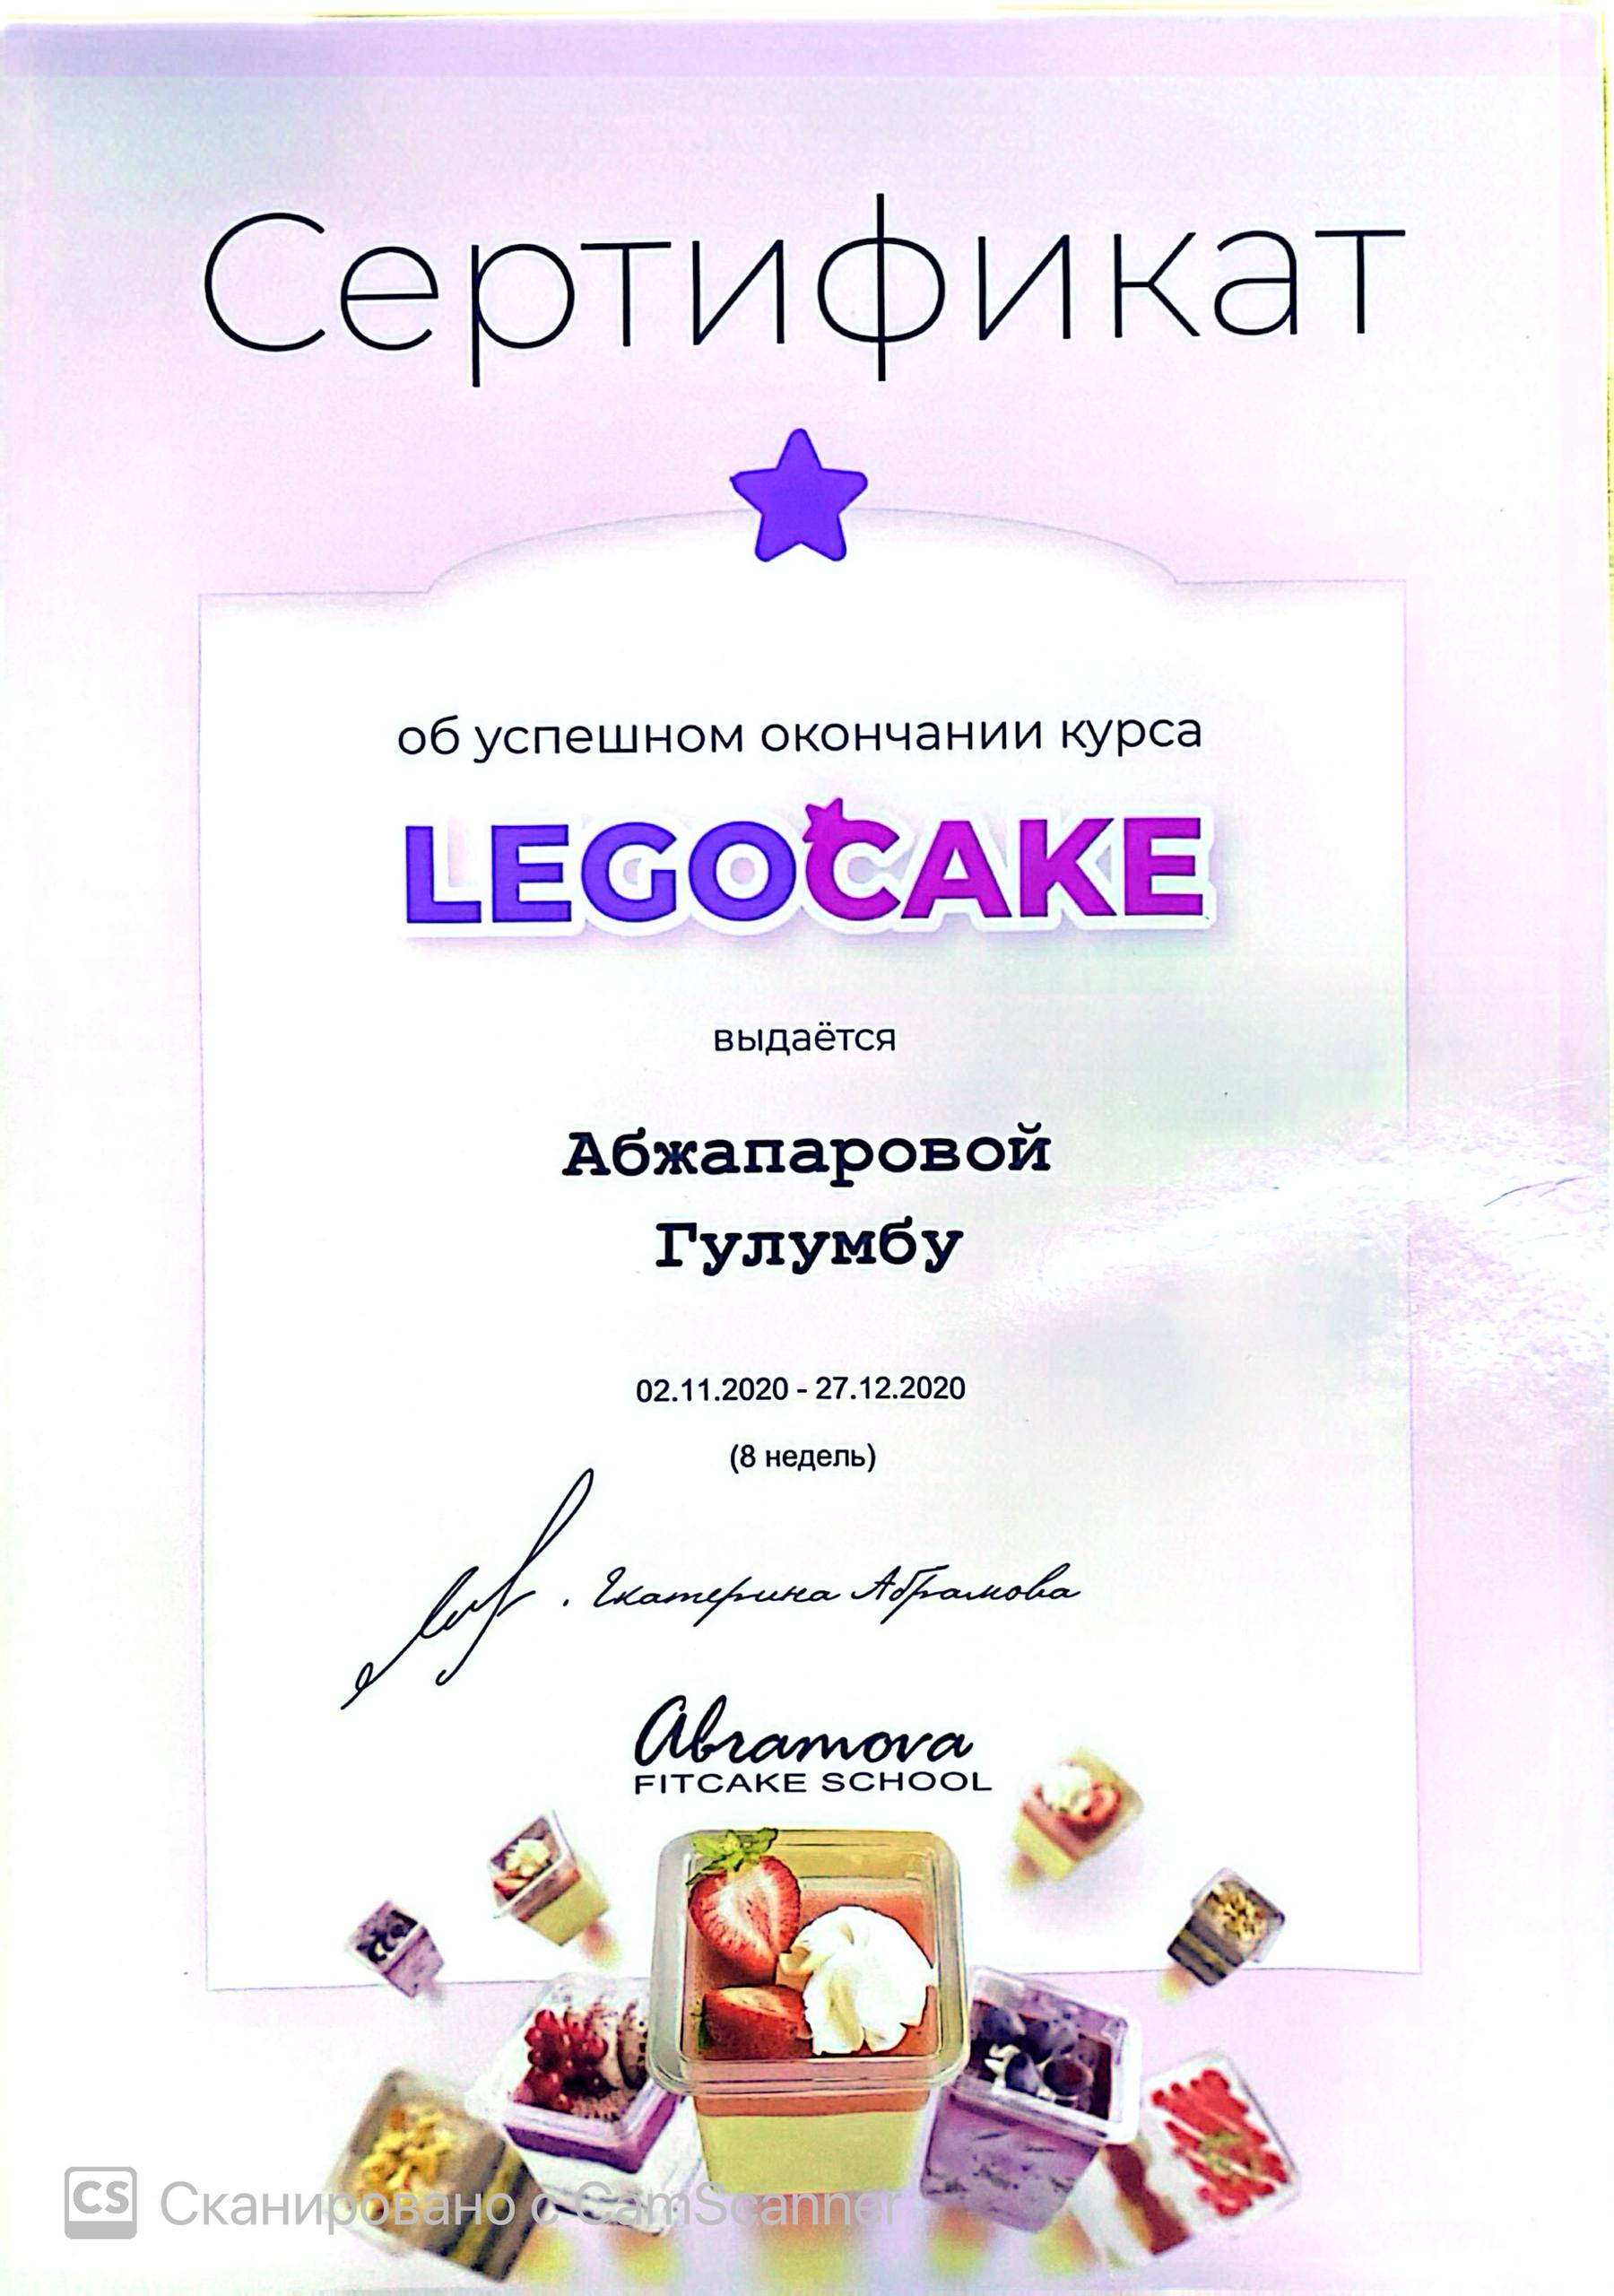 Сертификат
об успешном окончании курса
LEGOCAKE
выдаётся
Абжапаровой
Гулумбу
02.11.2020 - 27.12.2020
(8 недель)
. Екатерина Абрамова
Abramova
FITCAKE SCHOOL
CS Сканировано с CamScanner